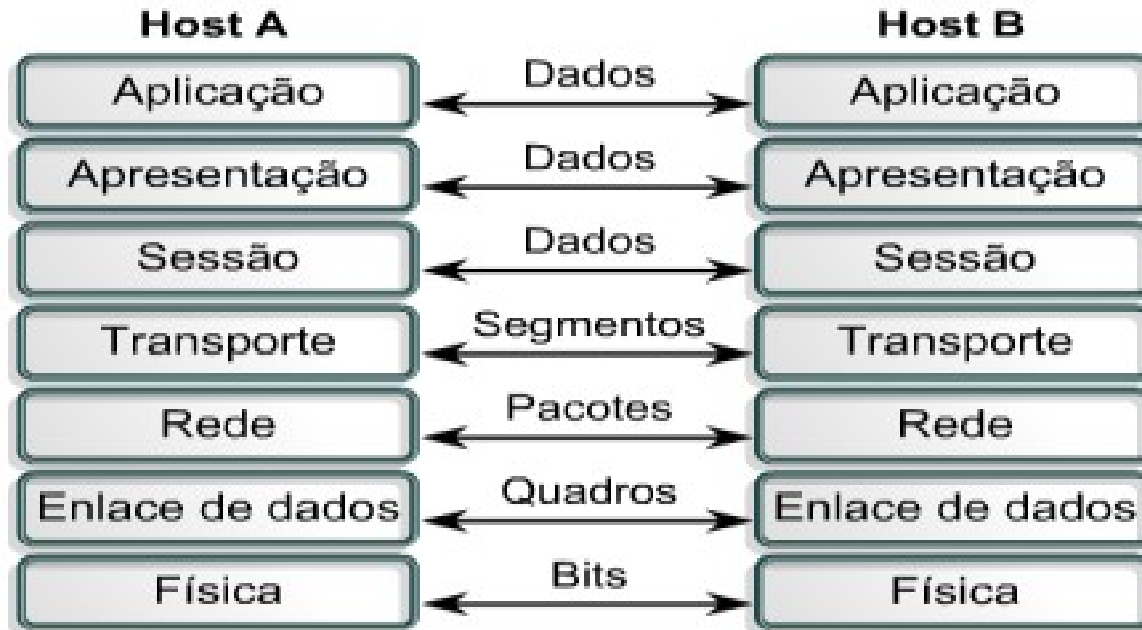 Host A Host B
Aplicação Dados Aplicação
Apresentação Dados Apresentação
Sessão Dados Sessão
Transporte Segmentos Transporte
Rede Pacotes Rede
Enlace de dados Quadros Enlace de dados
Física Bits Física